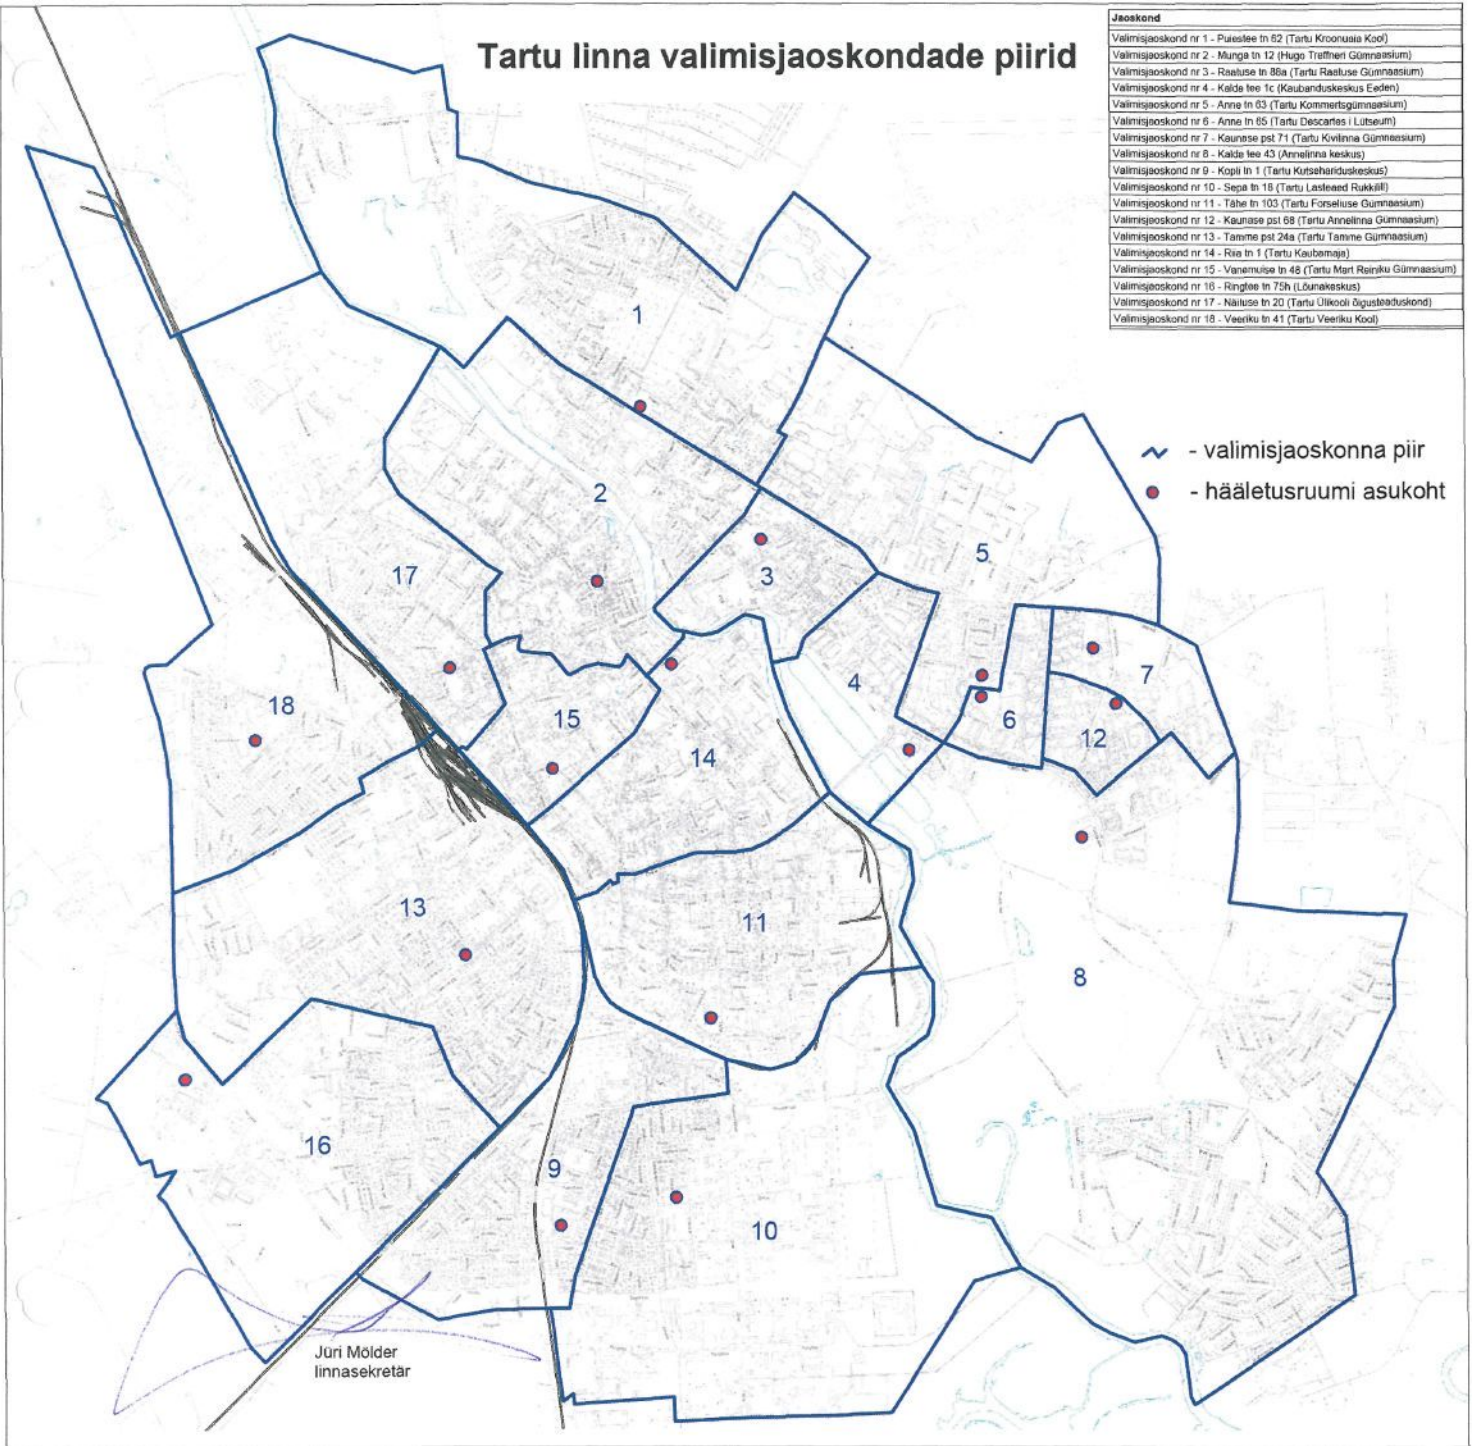 Tartu linna valimisjaoskondade piirid
Jaoskond
Valimisjaoskond nr 1 - Puiestee tn 62 (Tartu Kroonuaia Kool)
Valimisjaoskond nr 2 - Munga tn 12 (Hugo Treffneri Gümnaasium)
Valimisjaoskond nr 3 - Raatuse tn 88a (Tartu Raatuse Gümnaasium)
Valimisjaoskond nr 4 - Kalda tee 1c (Kaubanduskeskus Eeden)
Valimisjaoskond nr 5 - Anne tn 63 (Tartu Kommertsgümnaasium)
Valimisjaoskond nr 6 - Anne tn 65 (Tartu Descartes'i Lütseum)
Valimisjaoskond nr 7 - Kaunase pst 71 (Tartu Kivilinna Gümnaasium)
Valimisjaoskond nr 8 - Kalda tee 43 (Annelinna keskus)
Valimisjaoskond nr 9 - Kopli tn 1 (Tartu Kutsehariduskeskus)
Valimisjaoskond nr 10 - Sepa tn 18 (Tartu Lasteaed Rukkilill)
Valimisjaoskond nr 11 - Tähe tn 103 (Tartu Forseliuse Gümnaasium)
Valimisjaoskond nr 12 - Kaunase pst 68 (Tartu Annelinna Gümnaasium)
Valimisjaoskond nr 13 - Tamme pst 24a (Tartu Tamme Gümnaasium)
Valimisjaoskond nr 14 - Riia tn 1 (Tartu Kaubamaja)
Valimisjaoskond nr 15 - Vanemuise tn 48 (Tartu Mart Reiniku Gümnaasium)
Valimisjaoskond nr 16 - Ringtee tn 75h (Lõunakeskus)
Valimisjaoskond nr 17 - Näituse tn 20 (Tartu Ülikooli õigusteaduskond)
Valimisjaoskond nr 18 - Veeriku tn 41 (Tartu Veeriku Kool)
- valimisjaoskonna piir
- hääletusruumi asukoht
1
2
5
17
3
7
4
18
15
6
12
14
13
11
8
16
9
10
Jüri Mölder
linnasekretär